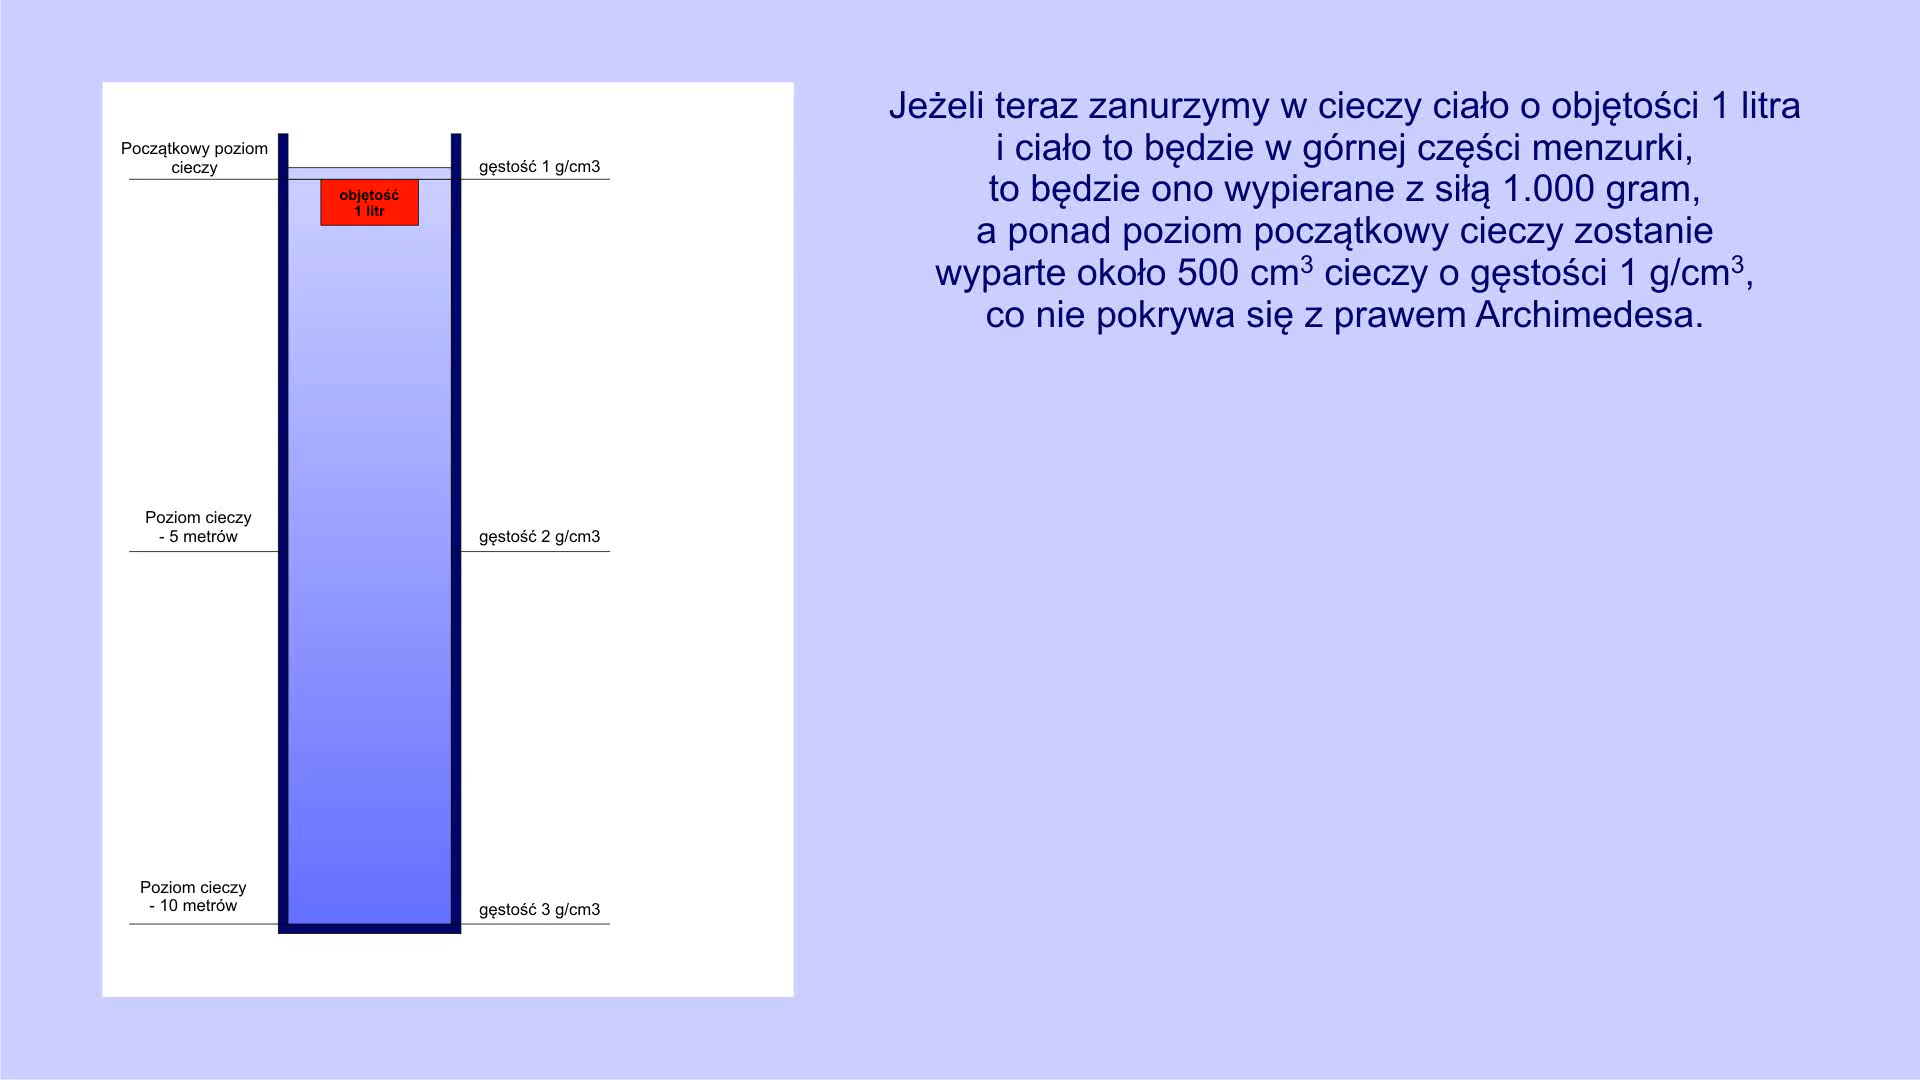 Jeżeli teraz zanurzymy w cieczy ciało o objętości 1 litra
i ciało to będzie w górnej części menzurki,
to będzie ono wypierane z siłą 1.000 gram,
a ponad poziom początkowy cieczy zostanie
wyparte około 500 cm³ cieczy o gęstości 1 g/cm³,
co nie pokrywa się z prawem Archimedesa.
Początkowy poziom
cieczy
gęstość 1 g/cm3
objętość
1 litr
Poziom cieczy
- 5 metrów
gęstość 2 g/cm3
Poziom cieczy
- 10 metrów
gęstość 3 g/cm3